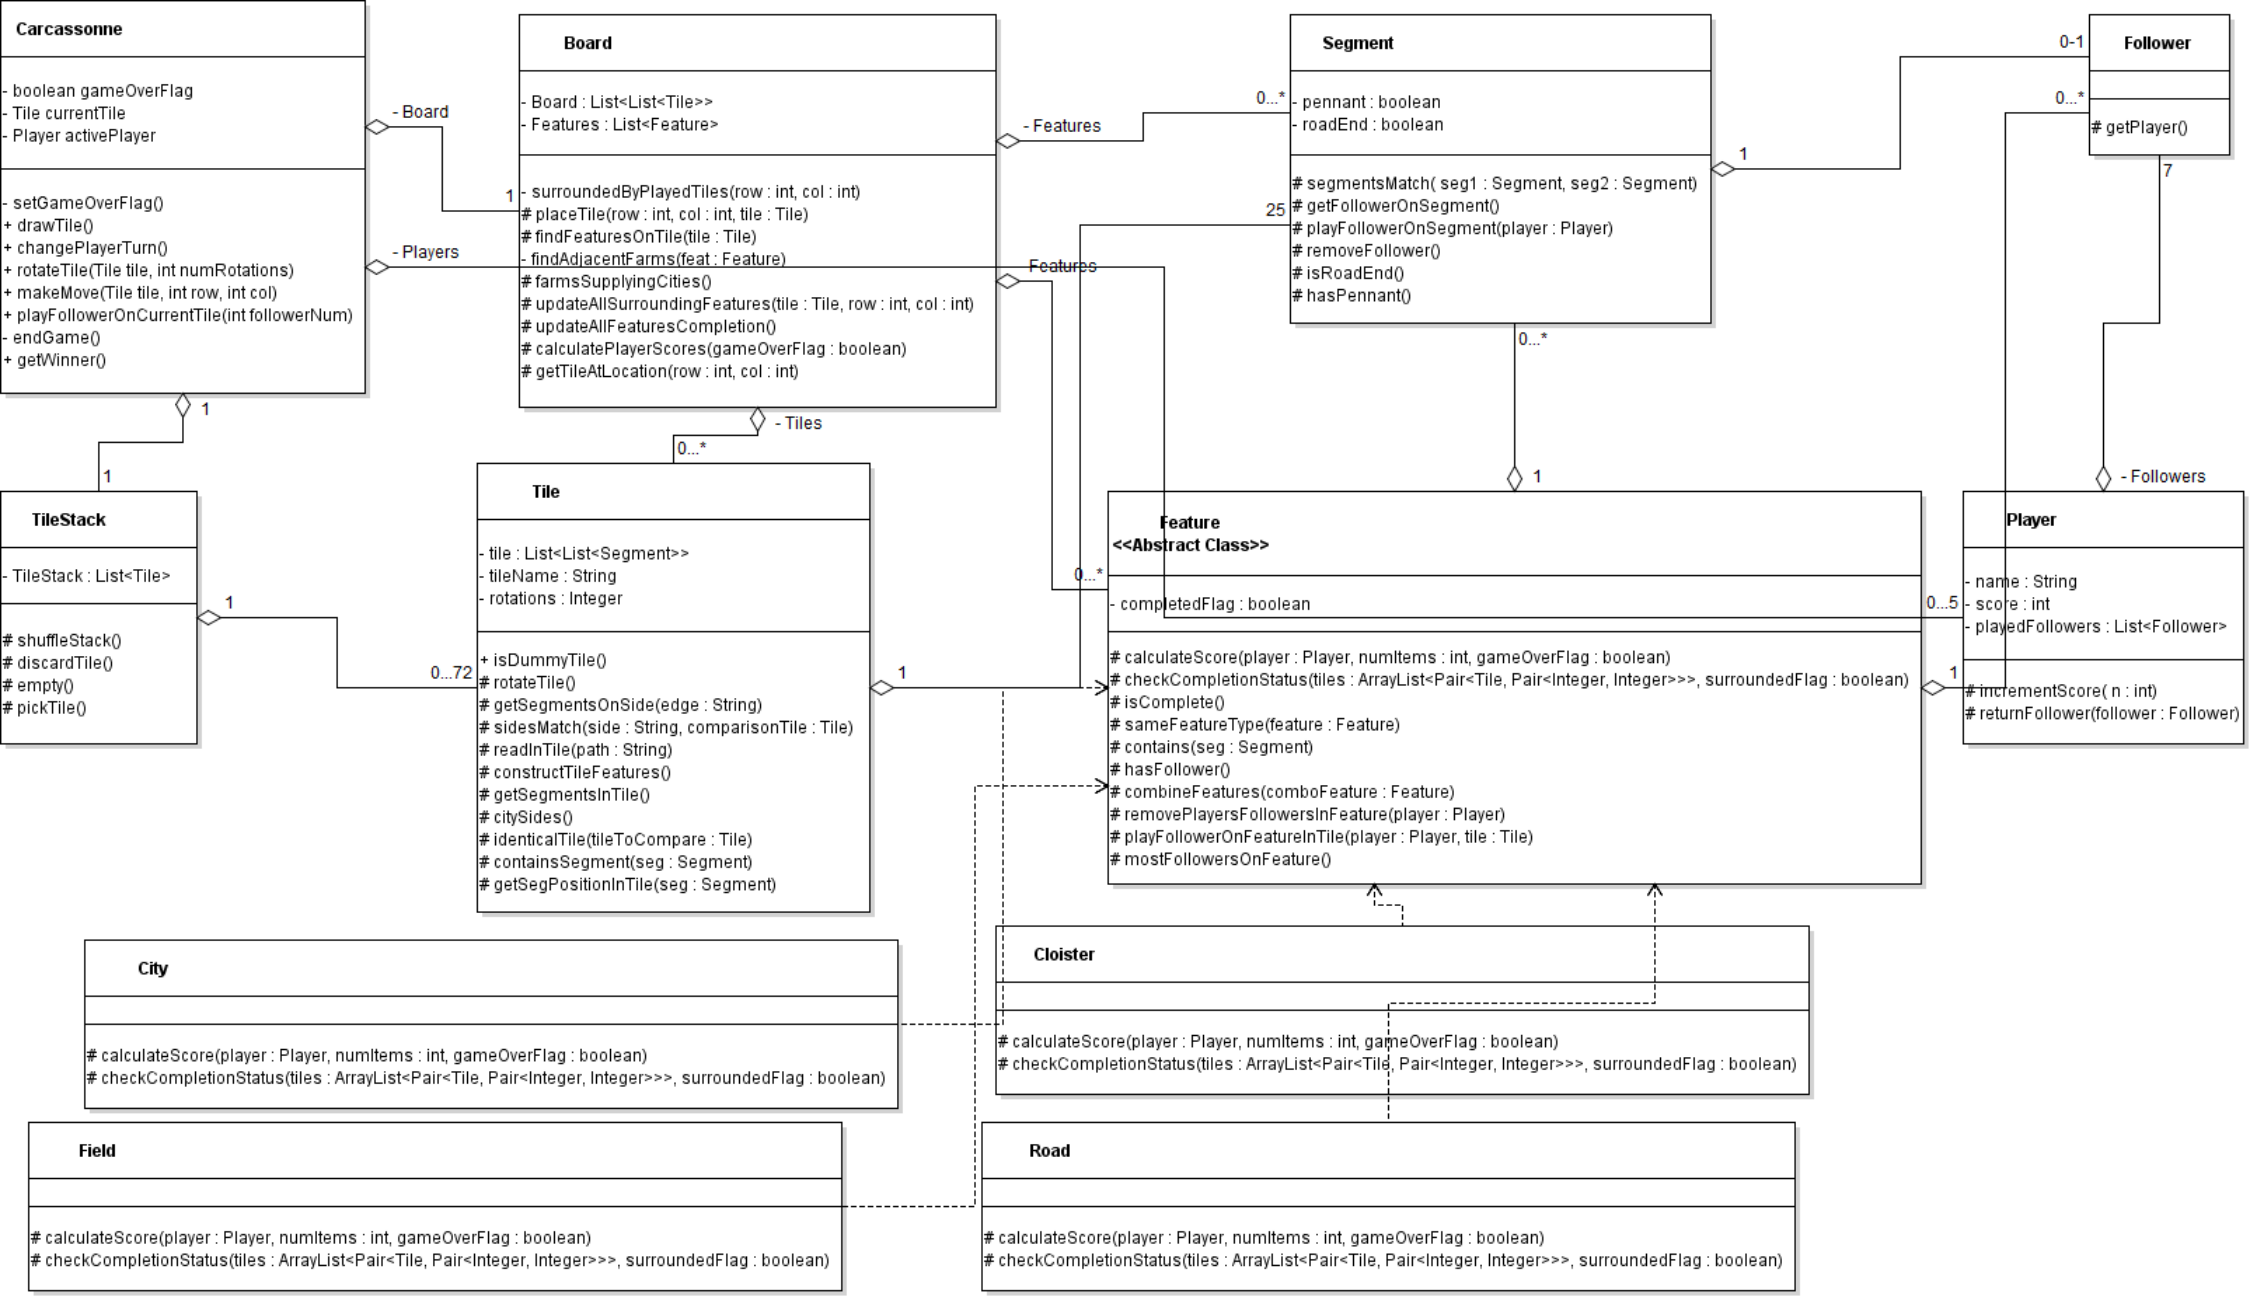 Carcassonne
- boolean gameOverFlag
- Tile currentTile
- Player activePlayer
- setGameOverFlag()
+ drawTile()
+ changePlayerTurn()
+ rotateTile(Tile tile, int numRotations)
+ makeMove(Tile tile, int row, int col)
+ playFollowerOnCurrentTile(int followerNum)
- endGame()
+ getWinner()
- Board
1
- Players
1
1
Board
- Board : List<List<Tile>>
- Features : List<Feature>
- surroundedByPlayedTiles(row : int, col : int)
# placeTile(row : int, col : int, tile : Tile)
# findFeaturesOnTile(tile : Tile)
- findAdjacentFarms(feat : Feature)
# farmsSupplyingCities()
# updateAllSurroundingFeatures(tile : Tile, row : int, col : int)
# updateAllFeaturesCompletion()
# calculatePlayerScores(gameOverFlag : boolean)
# getTileAtLocation(row : int, col : int)
- Features
0...*
Features
0...*
- Tiles
0...*
Segment
- pennant : boolean
- roadEnd : boolean
# segmentsMatch( seg1 : Segment, seg2 : Segment)
# getFollowerOnSegment()
# playFollowerOnSegment(player : Player)
# removeFollower()
# isRoadEnd()
# hasPennant()
25
1
0...*
1
Follower
# getPlayer()
0-1
0...*
7
- Followers
TileStack
- TileStack : List<Tile>
# shuffleStack()
# discardTile()
# empty()
# pickTile()
1
0...72
Tile
- tile : List<List<Segment>>
- tileName : String
- rotations : Integer
+ isDummyTile()
# rotateTile()
# getSegmentsOnSide(edge : String)
# sidesMatch(side : String, comparisonTile : Tile)
# readInTile(path : String)
# constructTileFeatures()
# getSegmentsInTile()
# citySides()
# identicalTile(tileToCompare : Tile)
# containsSegment(seg : Segment)
# getSegPositionInTile(seg : Segment)
1
Feature
<<Abstract Class>>
- completedFlag : boolean
# calculateScore(player : Player, numItems : int, gameOverFlag : boolean)
# checkCompletionStatus(tiles : ArrayList<Pair<Tile, Pair<Integer, Integer>>>, surroundedFlag : boolean)
# isComplete()
# sameFeatureType(feature : Feature)
# contains(seg : Segment)
# hasFollower()
# combineFeatures(comboFeature : Feature)
# removePlayersFollowersInFeature(player : Player)
# playFollowerOnFeatureInTile(player : Player, tile : Tile)
# mostFollowersOnFeature()
0...5
1
Player
- name : String
- score : int
- playedFollowers : List<Follower>
# incrementScore( n : int)
# returnFollower(follower : Follower)
City
# calculateScore(player : Player, numItems : int, gameOverFlag : boolean)
# checkCompletionStatus(tiles : ArrayList<Pair<Tile, Pair<Integer, Integer>>>, surroundedFlag : boolean)
Cloister
# calculateScore(player : Player, numItems : int, gameOverFlag : boolean)
# checkCompletionStatus(tiles : ArrayList<Pair<Tile, Pair<Integer, Integer>>>, surroundedFlag : boolean)
Field
# calculateScore(player : Player, numItems : int, gameOverFlag : boolean)
# checkCompletionStatus(tiles : ArrayList<Pair<Tile, Pair<Integer, Integer>>>, surroundedFlag : boolean)
Road
# calculateScore(player : Player, numItems : int, gameOverFlag : boolean)
# checkCompletionStatus(tiles : ArrayList<Pair<Tile, Pair<Integer, Integer>>>, surroundedFlag : boolean)